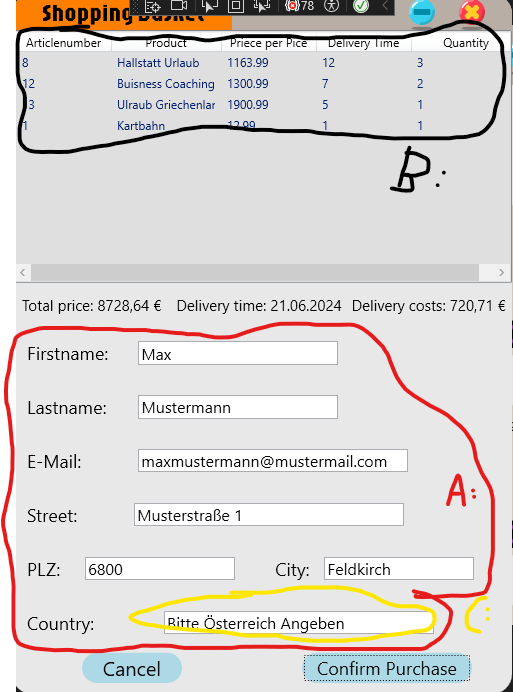 Shopping Basket
78
Articlenumber Product Priece per Pice Delivery Time Quantity
8 Hallstatt Urlaub 1163.99 12 3
12 Buisness Coaching 1300.99 7 2
13 Ulraub Griechenlar 1900.99 5 1
1 Kartbahn 12.99 1 1
B:
Total price: 8728,64 € Delivery time: 21.06.2024 Delivery costs: 720,71 €
Firstname: Max
Lastname: Mustermann
E-Mail: maxmustermann@mustermail.com
A:
Street: Musterstraße 1
PLZ: 6800 City: Feldkirch
C:
Country: Bitte Österreich Angeben
Cancel Confirm Purchase